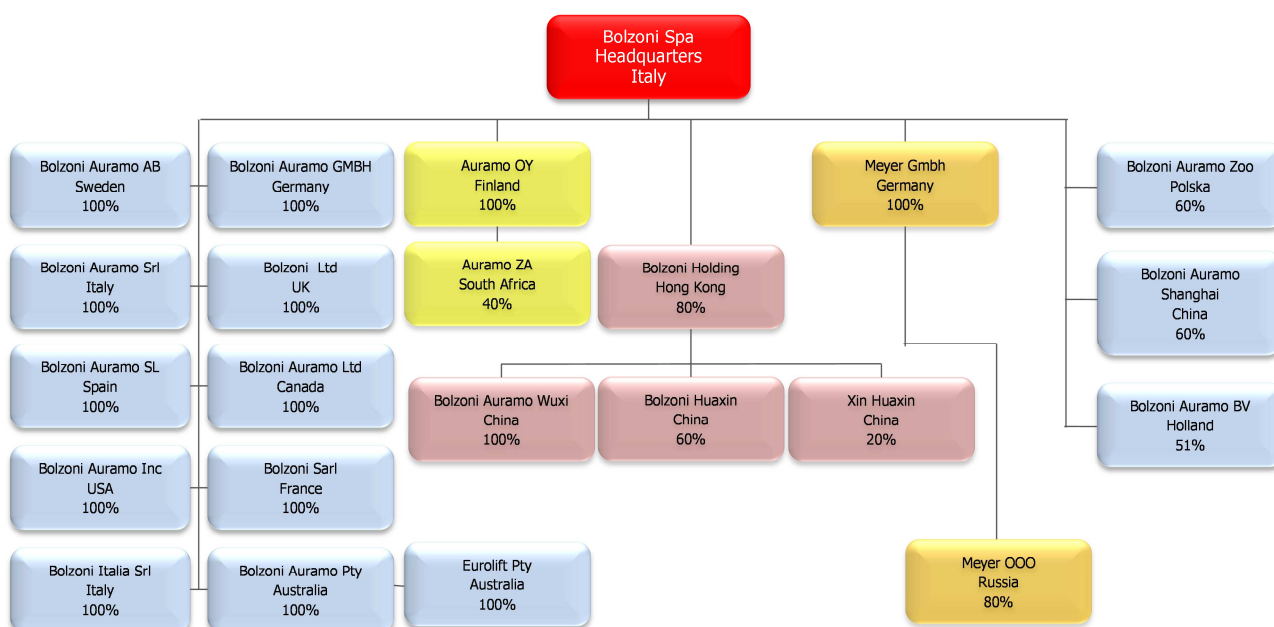 Bolzoni Spa
Headquarters
Italy
Bolzoni Auramo AB
Sweden
100%
Bolzoni Auramo GMBH
Germany
100%
Auramo OY
Finland
100%
Meyer Gmbh
Germany
100%
Bolzoni Auramo Zoo
Polska
60%
Bolzoni Auramo Srl
Italy
100%
Bolzoni Ltd
UK
100%
Auramo ZA
South Africa
40%
Bolzoni Holding
Hong Kong
80%
Bolzoni Auramo
Shanghai
China
60%
Bolzoni Auramo SL
Spain
100%
Bolzoni Auramo Ltd
Canada
100%
Bolzoni Auramo Wuxi
China
100%
Bolzoni Huaxin
China
60%
Xin Huaxin
China
20%
Bolzoni Auramo BV
Holland
51%
Bolzoni Auramo Inc
USA
100%
Bolzoni Sarl
France
100%
Bolzoni Italia Srl
Italy
100%
Bolzoni Auramo Pty
Australia
100%
Eurolift Pty
Australia
100%
Meyer OOO
Russia
80%